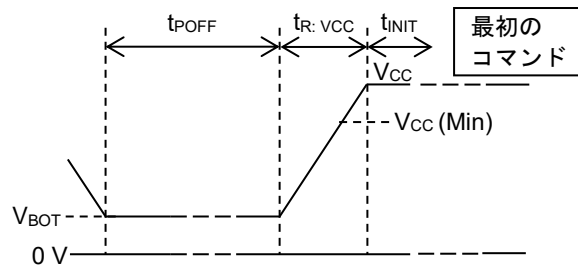 tPOFF
tR: VCC
tINIT
最初の
コマンド
VCC
VCC (Min)
VBOT
0 V